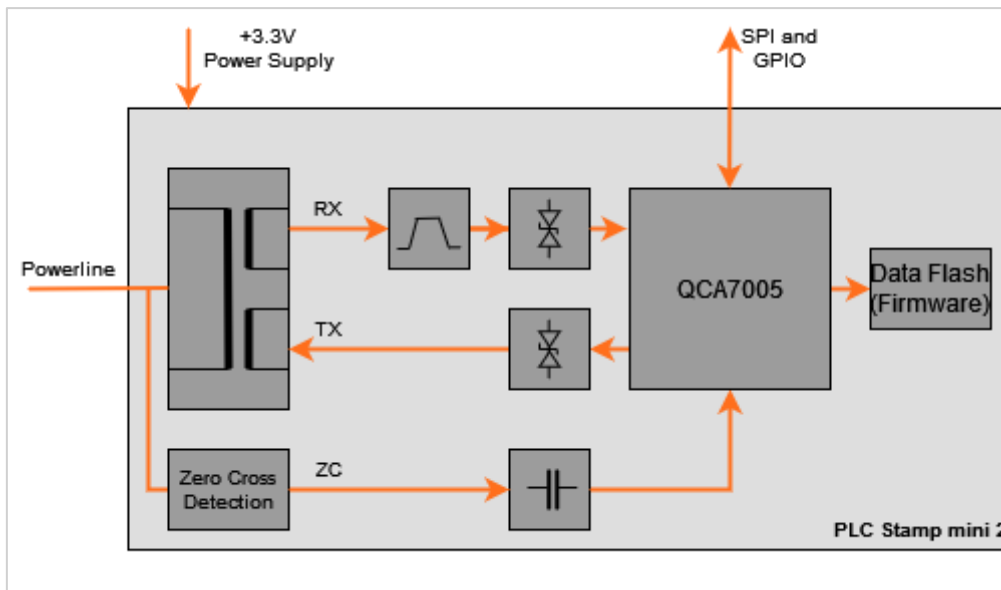 +3.3V
Power Supply
SPI and
GPIO
RX
Powerline
QCA7005
Data Flash
(Firmware)
TX
Zero Cross
Detection
ZC
PLC Stamp mini 2